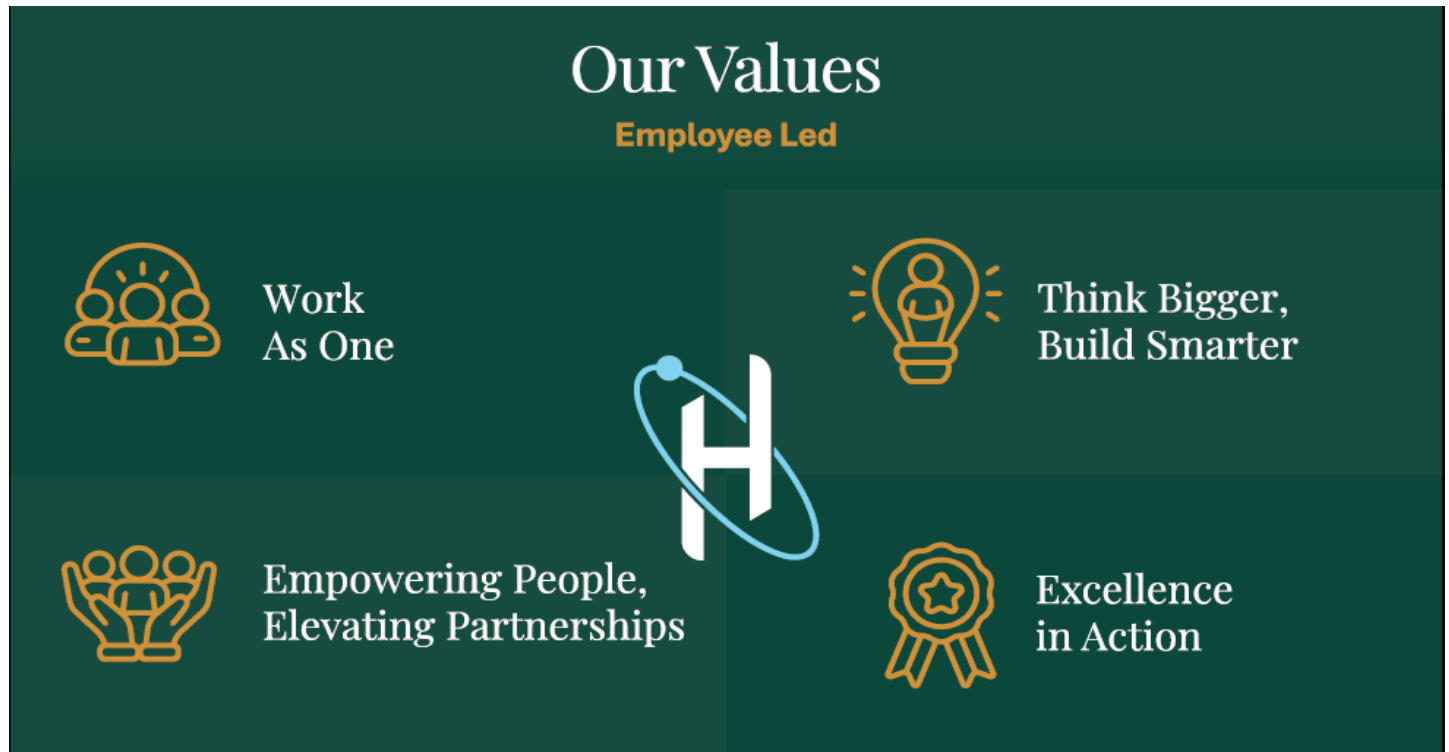 Our Values
Employee Led
Work
As One
Think Bigger,
Build Smarter
H
Empowering People,
Elevating Partnerships
Excellence
in Action